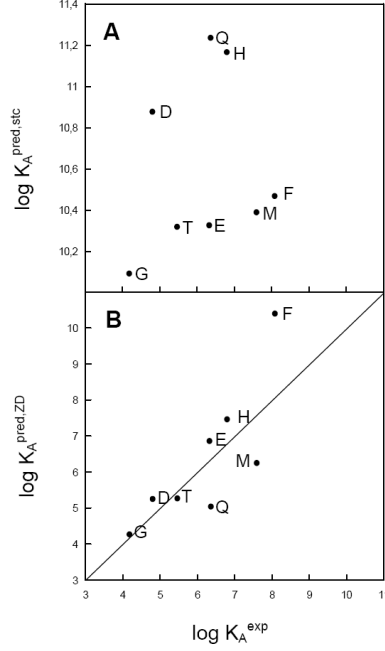 11,4
A
Q
11,2
H
11,0
D
10,8
log K_A^pred,stc
10,6
F
10,4
M
T
E
10,2
G
B
F
10
9
8
H
7
E
log K_A^pred,ZD
M
6
D
T
Q
5
G
4
3
3 4 5 6 7 8 9 10 11
log K_A^exp